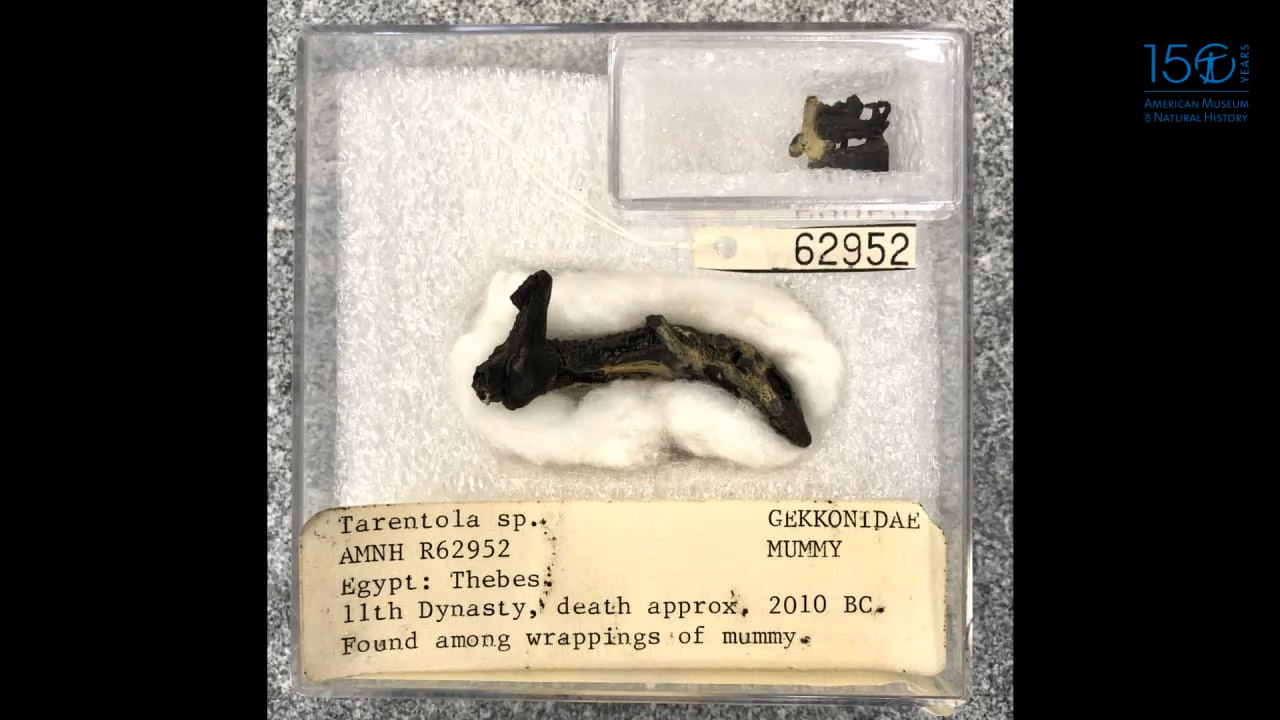 150 YEARS
AMERICAN MUSEUM
& NATURAL HISTORY
62952
Tarentola sp.
GEKKONIDAE
AMNH R62952
MUMMY
Egypt: Thebes.
11th Dynasty, death approx. 2010 BC.
Found among wrappings of mummy.